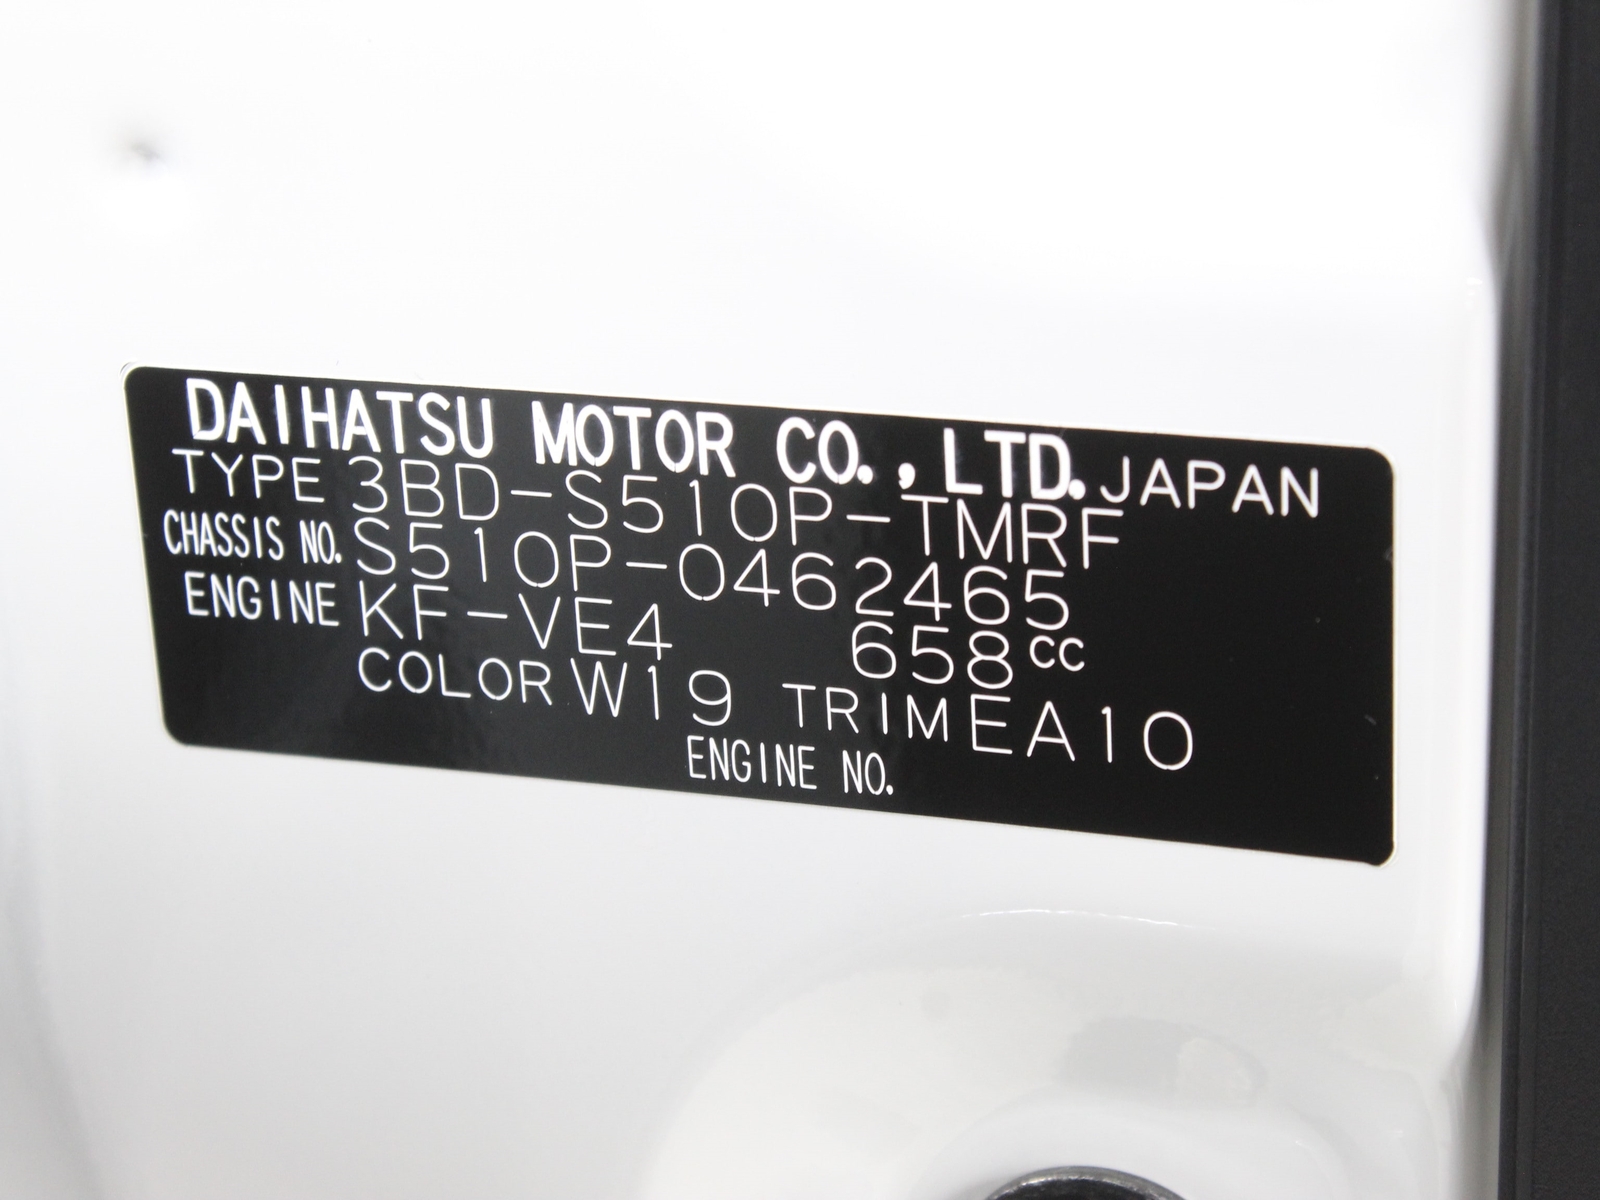 DAIHATSU MOTOR CO., LTD. JAPAN
TYPE 3BD-S510P-TMRF
CHASSIS NO. S510P-0462465
ENGINE KF-VE4 658cc
COLOR W19 TRIM EA10
ENGINE NO.